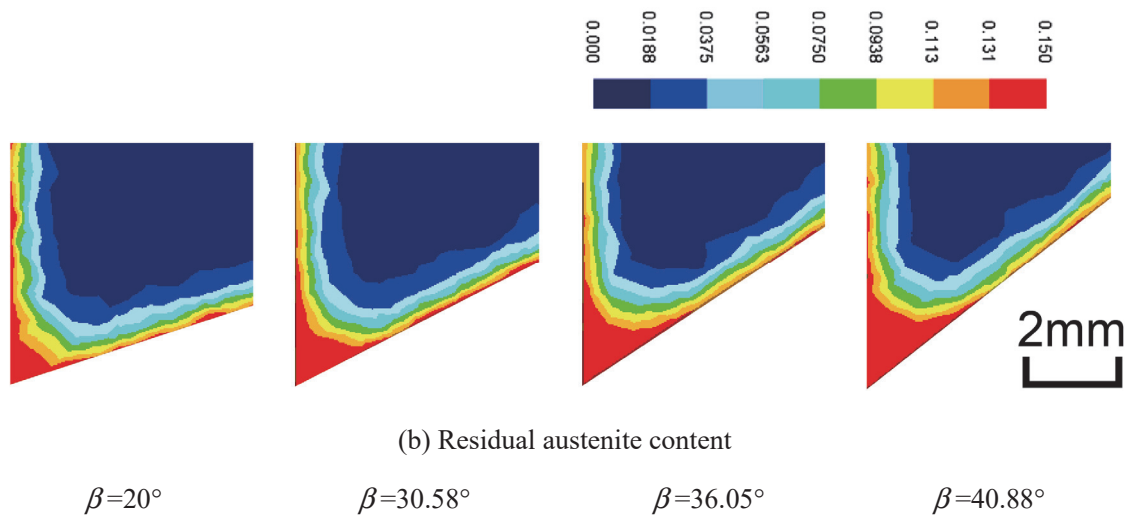 0.000 0.0188 0.0375 0.0563 0.0750 0.0938 0.113 0.131 0.150
2mm
(b) Residual austenite content
β=20° β=30.58° β=36.05° β=40.88°